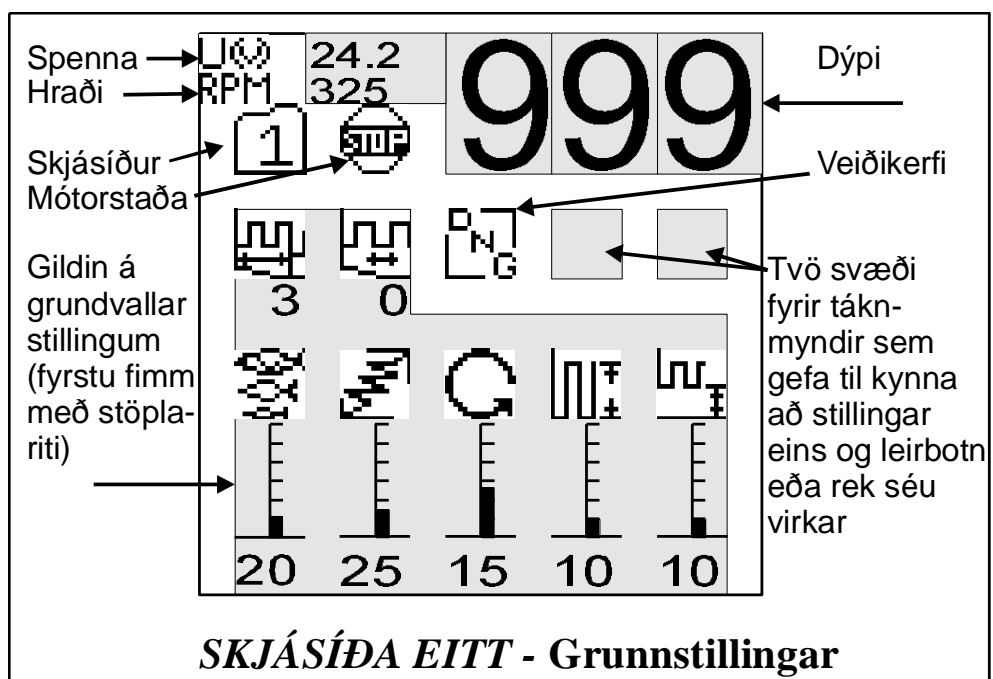 Spenna
Hraði
Skjásíður
Mótorstaða
Gildin á
grundvallar
stillingum
(fyrstu fimm
með stöpla-
riti)
U(v) 24.2
RPM 325
999
1 STOP
DNG
3 0
20 25 15 10 10
Dýpi
Veiðikerfi
Tvö svæði
fyrir tákn-
myndir sem
gefa til kynna
að stillingar
eins og leirbotn
eða rek séu
virkar
SKJÁSÍÐA EITT - Grunnstillingar